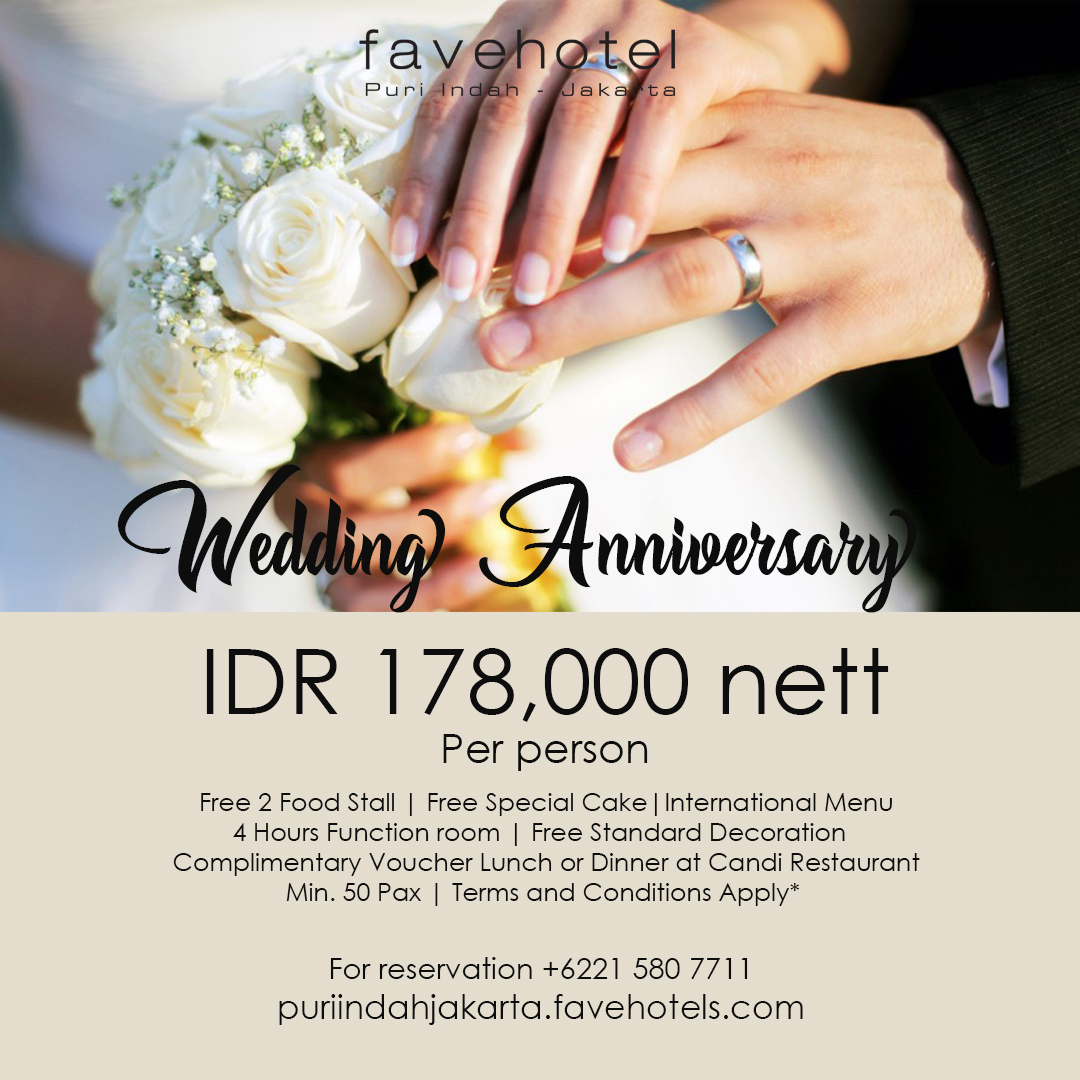 favehotel
Puri Indah - Jakarta
Wedding Anniversary
IDR 178,000 nett
Per person
Free 2 Food Stall | Free Special Cake|International Menu
4 Hours Function room | Free Standard Decoration
Complimentary Voucher Lunch or Dinner at Candi Restaurant
Min. 50 Pax | Terms and Conditions Apply*
For reservation +6221 580 7711
puriindahjakarta.favehotels.com